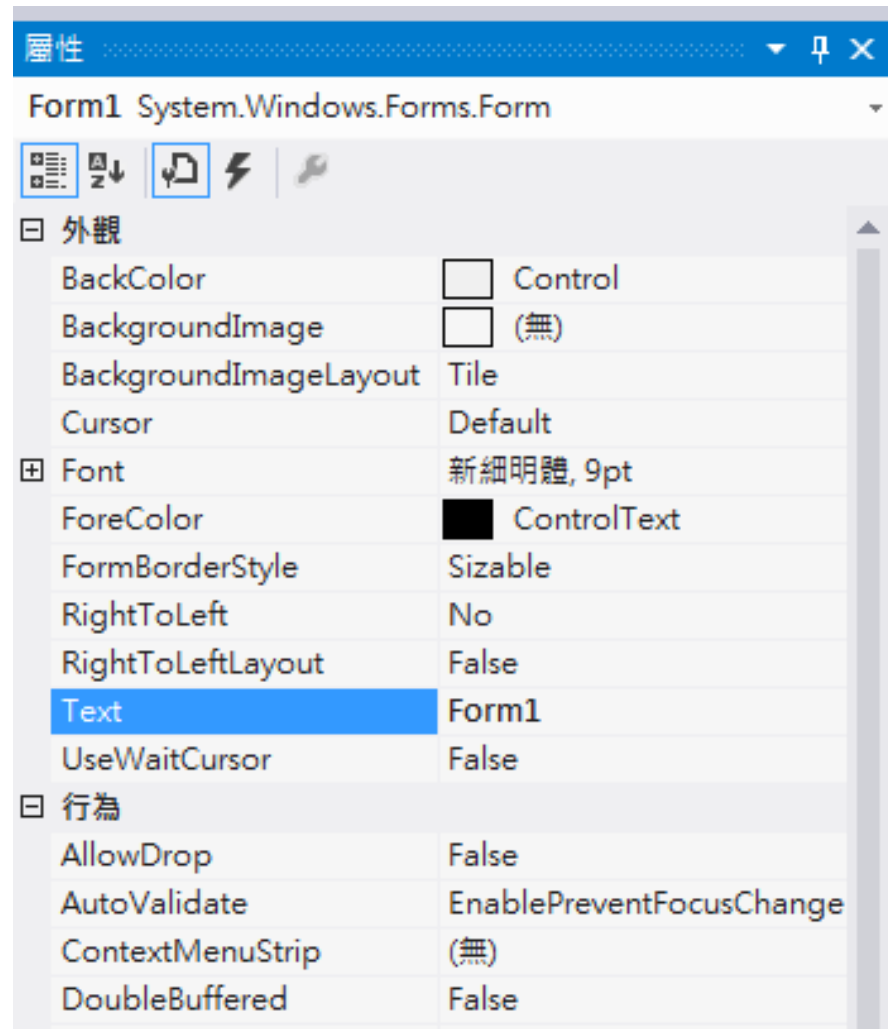 屬性
Form1 System.Windows.Forms.Form
外觀
BackColor Control
BackgroundImage (無)
BackgroundImageLayout Tile
Cursor Default
Font 新細明體, 9pt
ForeColor ControlText
FormBorderStyle Sizable
RightToLeft No
RightToLeftLayout False
Text Form1
UseWaitCursor False
行為
AllowDrop False
AutoValidate EnablePreventFocusChange
ContextMenuStrip (無)
DoubleBuffered False